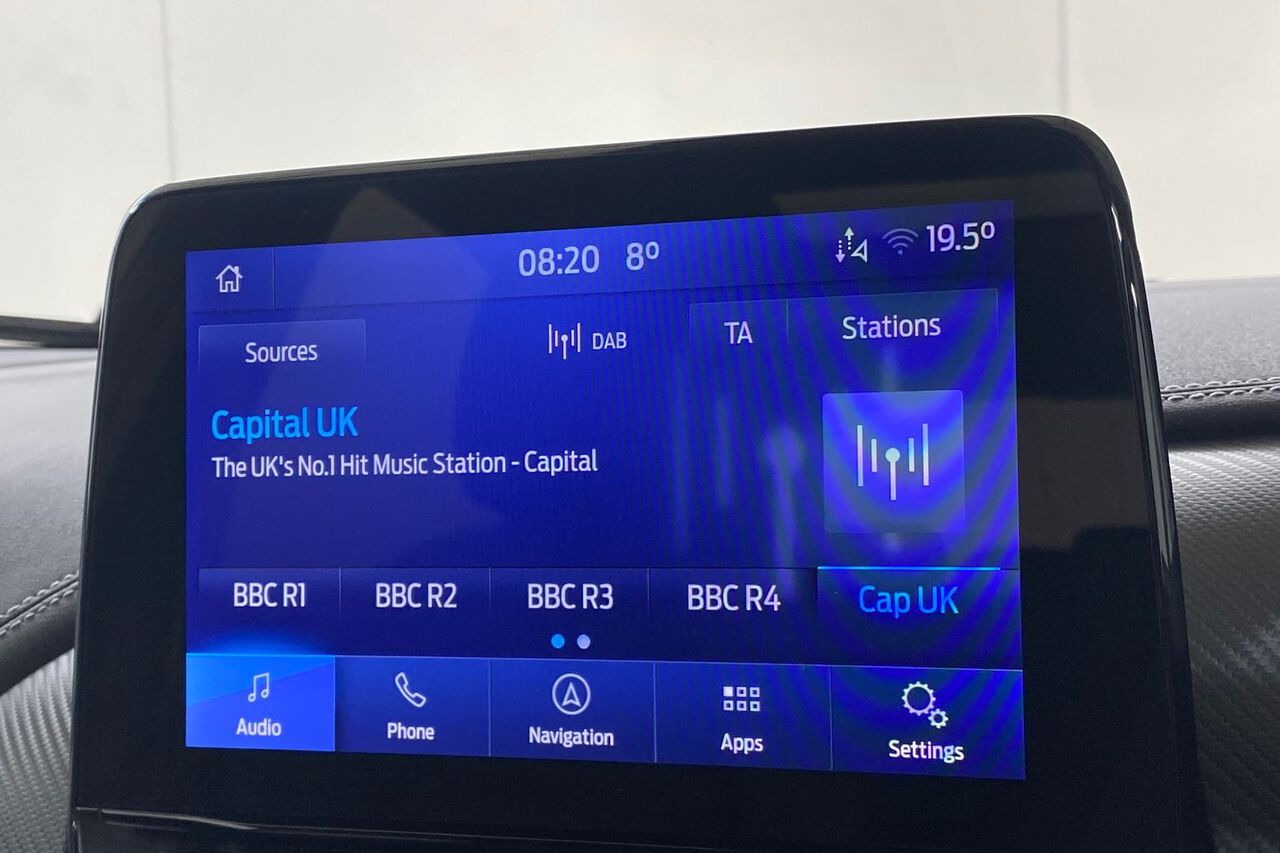 08:20 8º 19.5º
Sources DAB TA Stations
Capital UK
The UK's No.1 Hit Music Station - Capital
BBC R1 BBC R2 BBC R3 BBC R4 Cap UK
Audio Phone Navigation Apps Settings